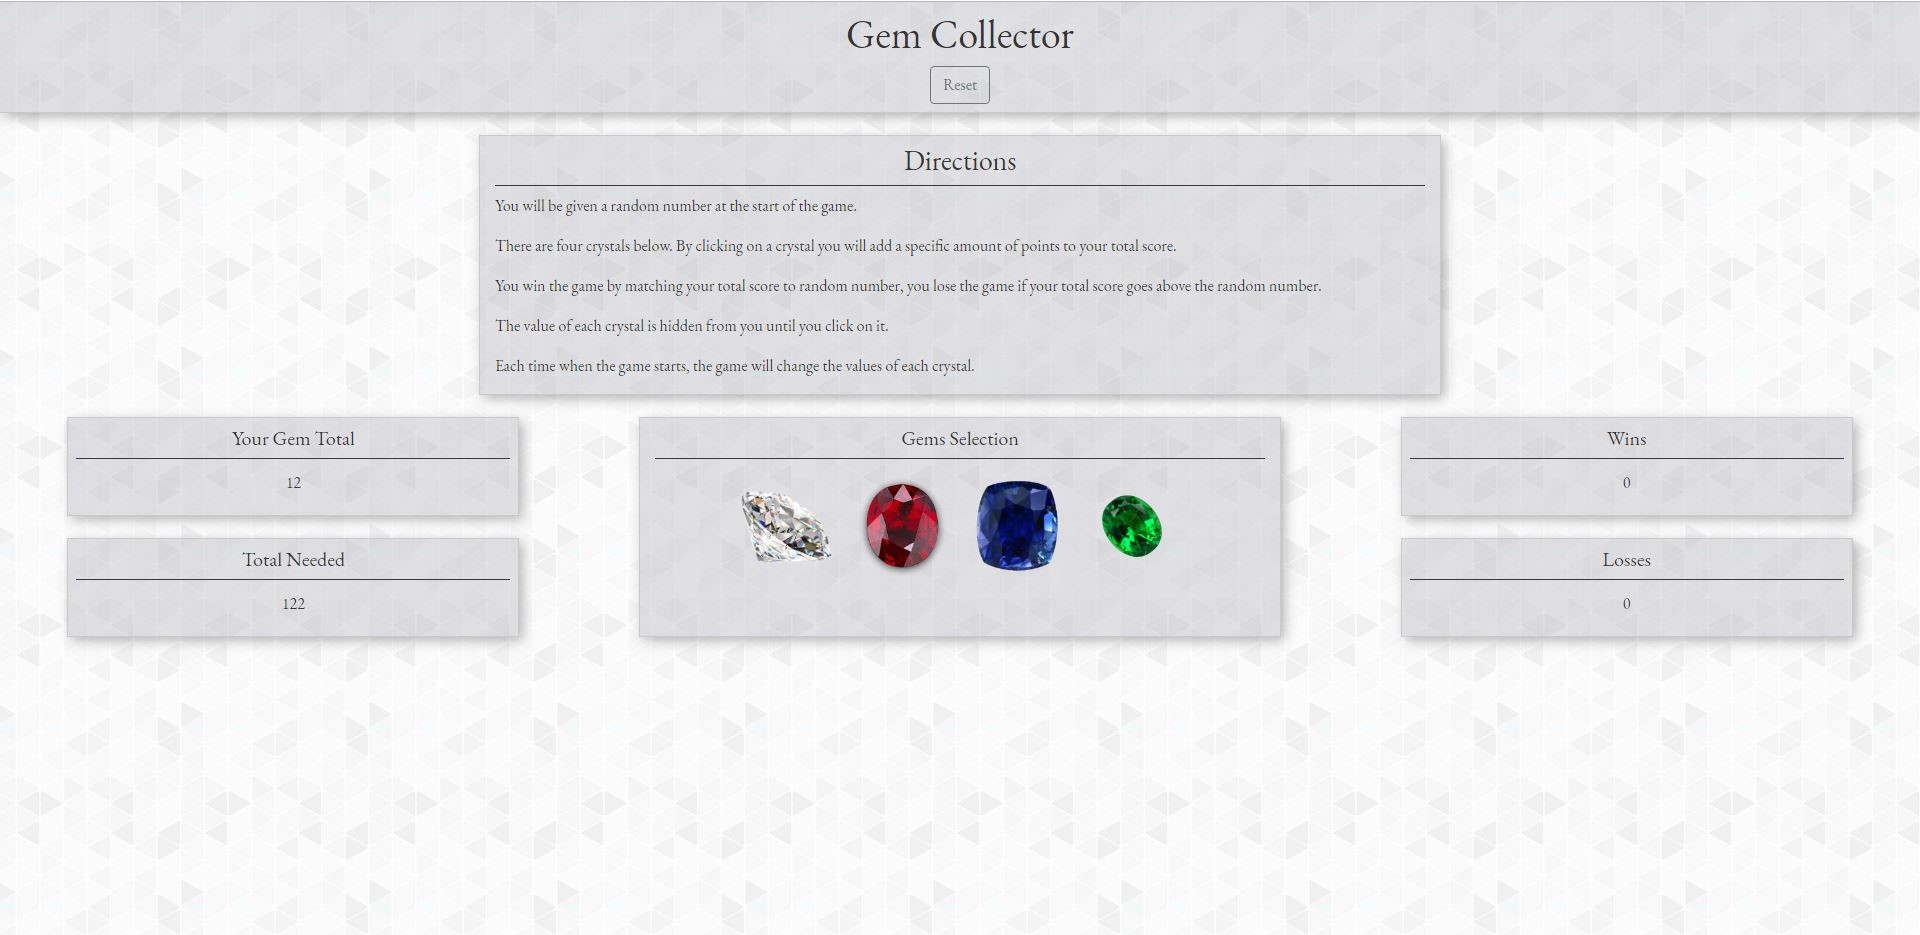 Gem Collector
Reset
Directions
You will be given a random number at the start of the game.
There are four crystals below. By clicking on a crystal you will add a specific amount of points to your total score.
You win the game by matching your total score to random number, you lose the game if your total score goes above the random number.
The value of each crystal is hidden from you until you click on it.
Each time when the game starts, the game will change the values of each crystal.
Your Gem Total
12
Total Needed
122
Gems Selection
Wins
0
Losses
0